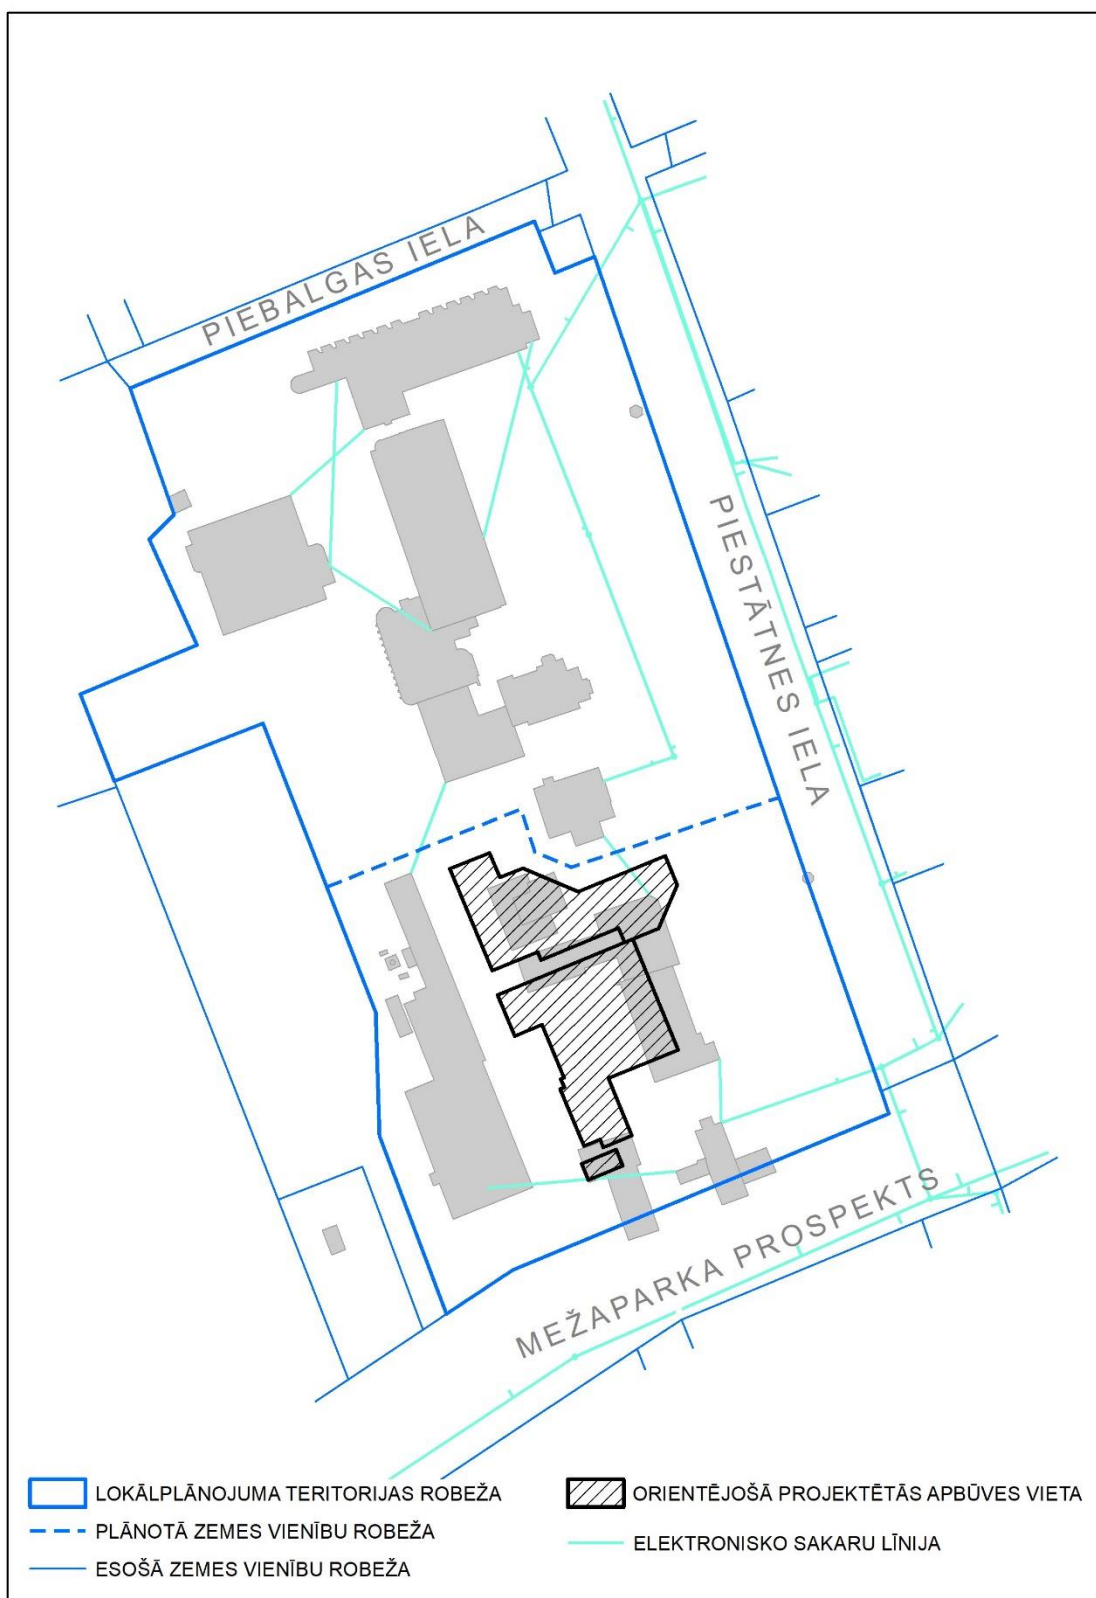 PIEBALGAS IELA
PIESTĀTNES IELA
MEŽAPARKA PROSPEKTS
LOKĀLPLĀNOJUMA TERITORIJAS ROBEŽA
PLĀNOTĀ ZEMES VIENĪBU ROBEŽA
ESOŠĀ ZEMES VIENĪBU ROBEŽA
ORIENTĒJOŠĀ PROJEKTĒTĀS APBŪVES VIETA
ELEKTRONISKO SAKARU LĪNIJA